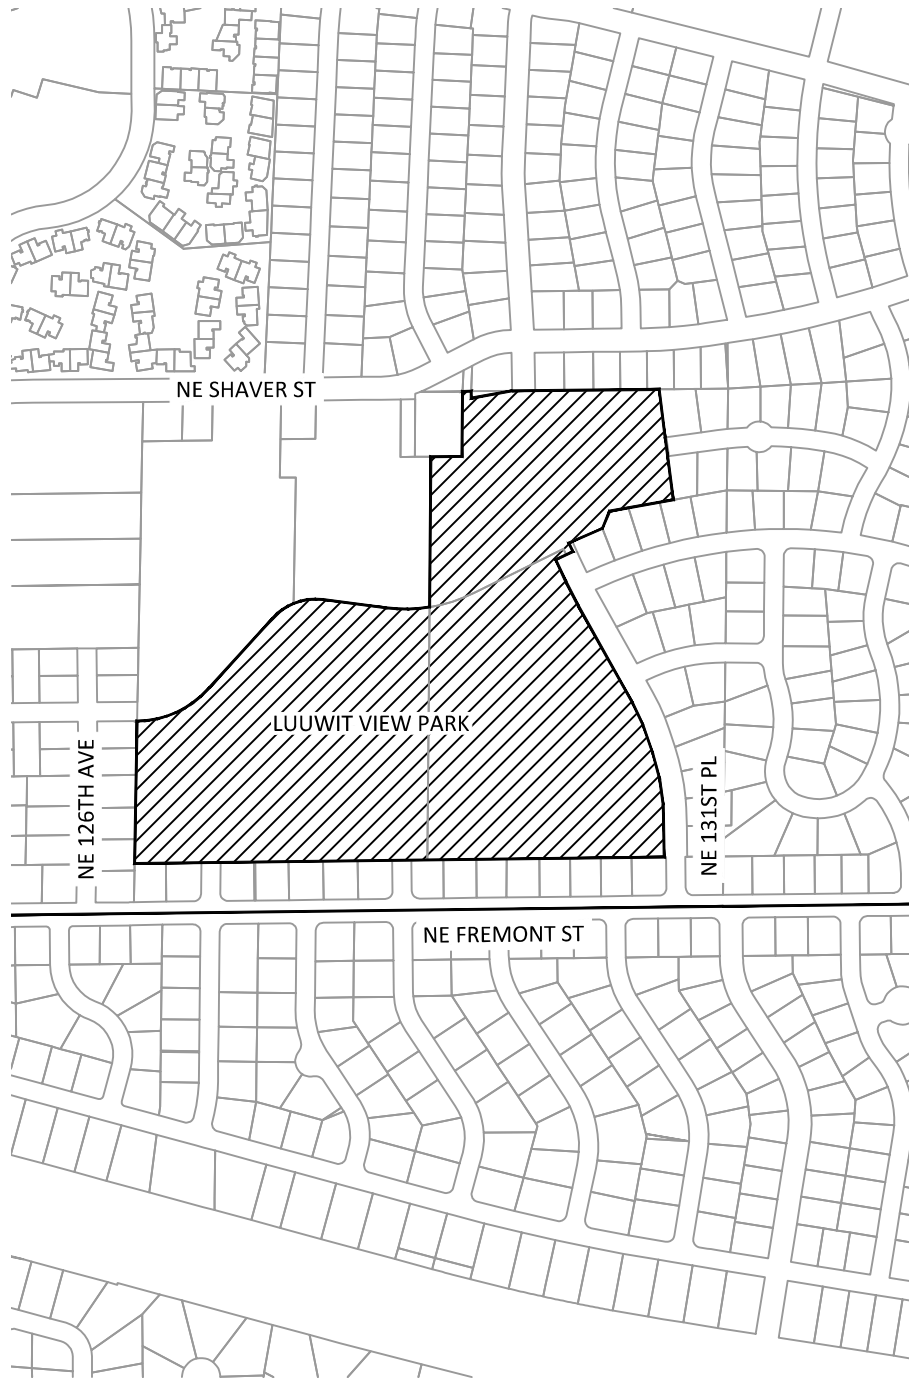 NE SHAVER ST
LUUWIT VIEW PARK
NE 126TH AVE
NE 131ST PL
NE FREMONT ST